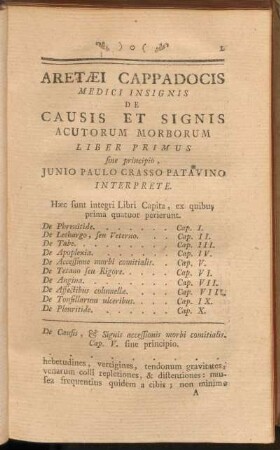 1
ARETÆI CAPPADOCIS
MEDICI INSIGNIS
DE
CAUSIS ET SIGNIS
ACUTORUM MORBORUM
LIBER PRIMUS
sine principio,
JUNIO PAULO CRASSO PATAVINO
INTERPRETE.
Hæc sunt integri Libri Capita, ex quibus
prima quatuor perierunt.
De Phrenitide. . . . . . . . . Cap. I.
De Lethargo, seu Veterno. . . Cap. II.
De Tabe. . . . . . . . . . . Cap. III.
De Apoplexia. . . . . . . . . Cap. IV.
De Accessione morbi comitialis. . Cap. V.
De Tetano seu Rigore. . . . . . Cap. VI.
De Angina. . . . . . . . . . Cap. VII.
De Affectibus columellæ. . . . . Cap. VIII.
De Tonsillarum ulceribus. . . . . Cap. IX.
De Pleuritide. . . . . . . . . Cap. X.
De Causis, & Signis accessionis morbi comitialis.
Cap. V. sine principio.
. . . . . . . . . . . . . . . .
hebetudines, vertigines, tendonum gravitates,
venarum colli repletiones, & distentiones: nau-
seæ frequentius quidem a cibis; non minime
A